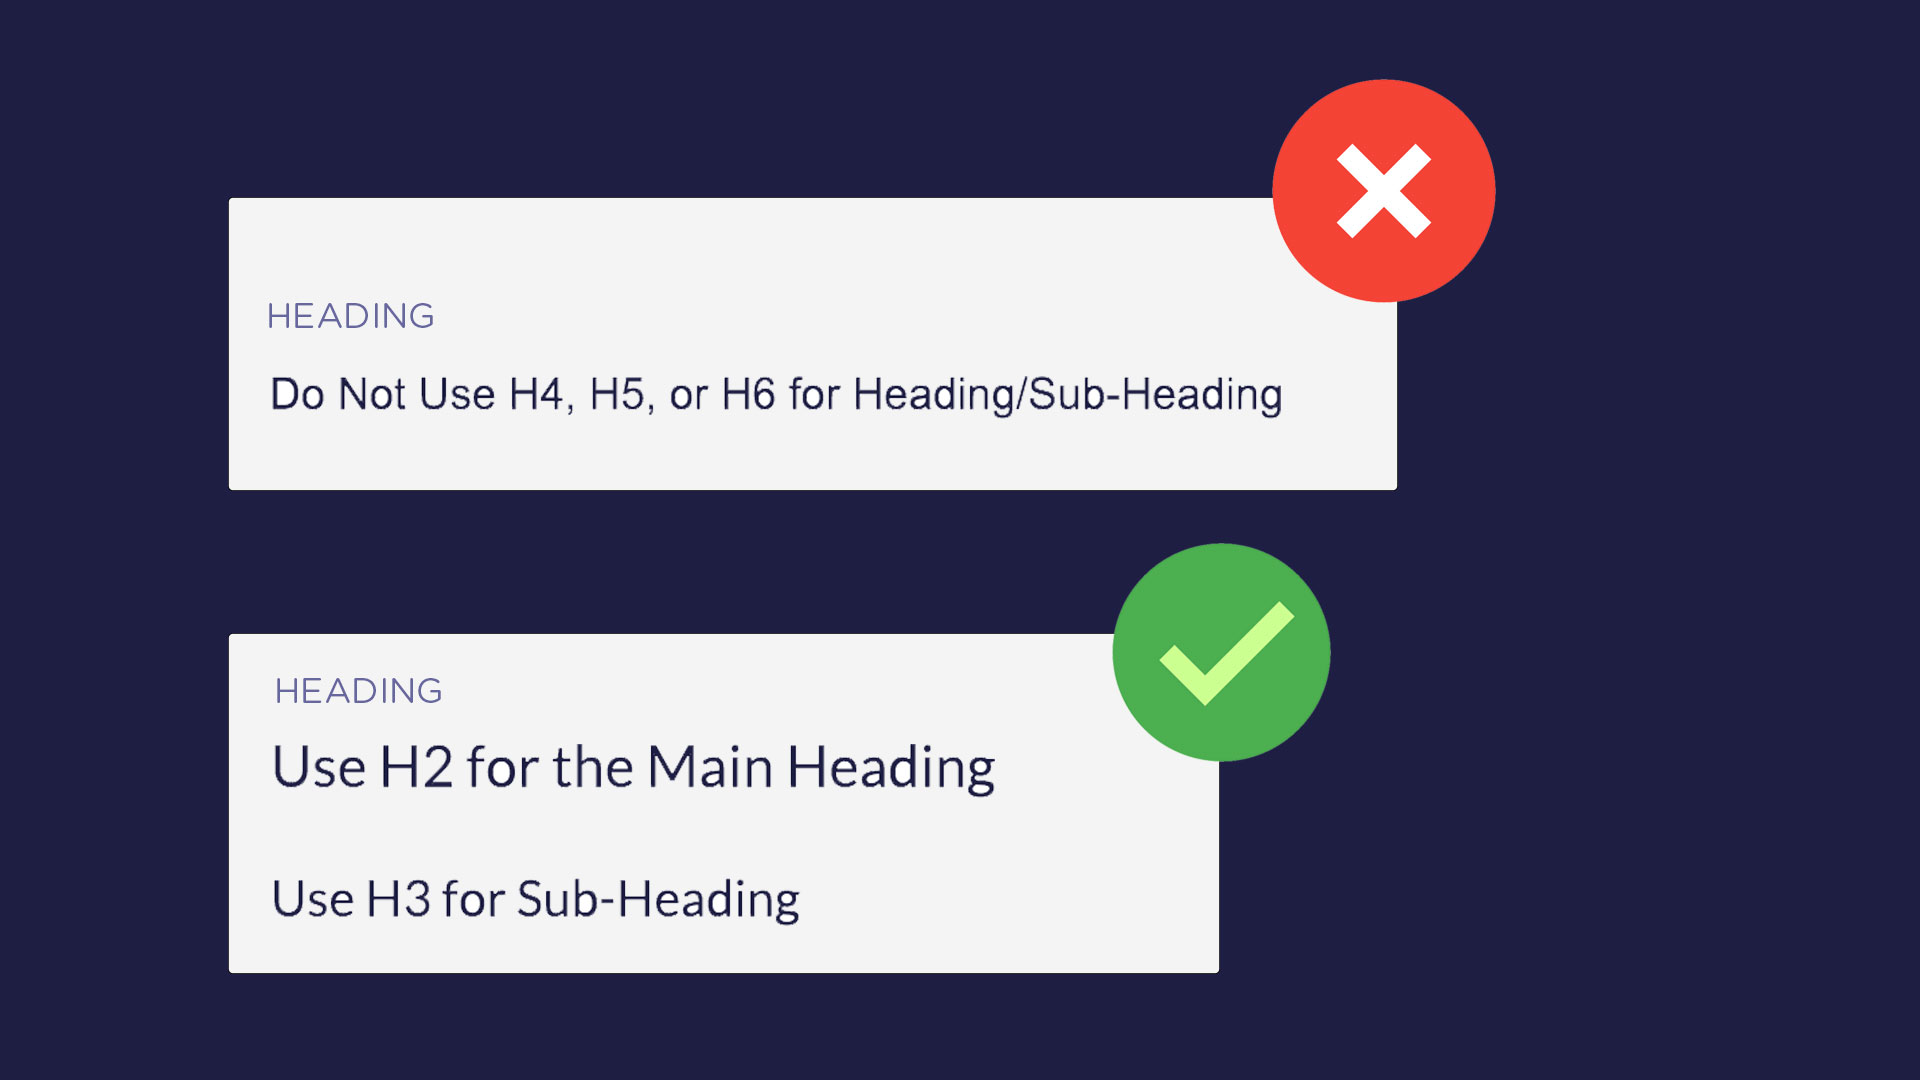 HEADING
Do Not Use H4, H5, or H6 for Heading/Sub-Heading
HEADING
Use H2 for the Main Heading
Use H3 for Sub-Heading